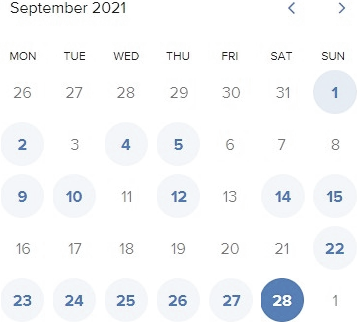 September 2021
MON TUE WED THU FRI SAT SUN
26 27 28 29 30 31 1
2 3 4 5 6 7 8
9 10 11 12 13 14 15
16 17 18 19 20 21 22
23 24 25 26 27 28 1